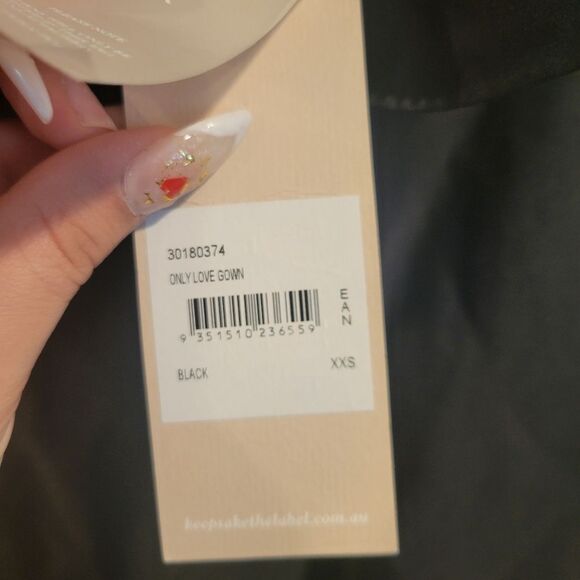 30180374
ONLY LOVE GOWN
EAN
9 351510 236559
BLACK
XXS
keepsakethelabel.com.au